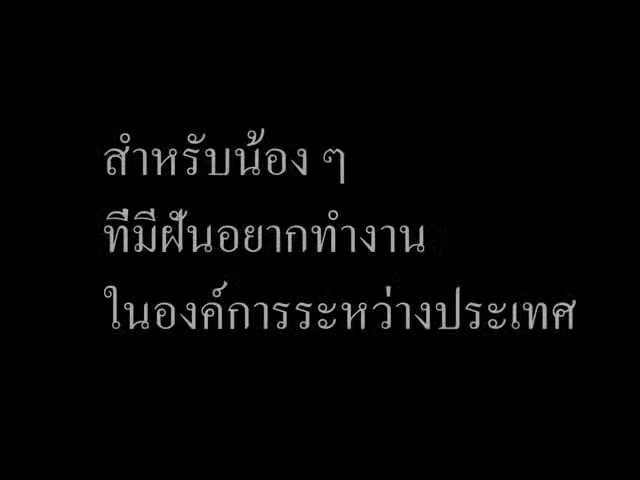 สำหรับน้อง ๆ
ที่มีฝันอยากทำงาน
ในองค์การระหว่างประเทศ